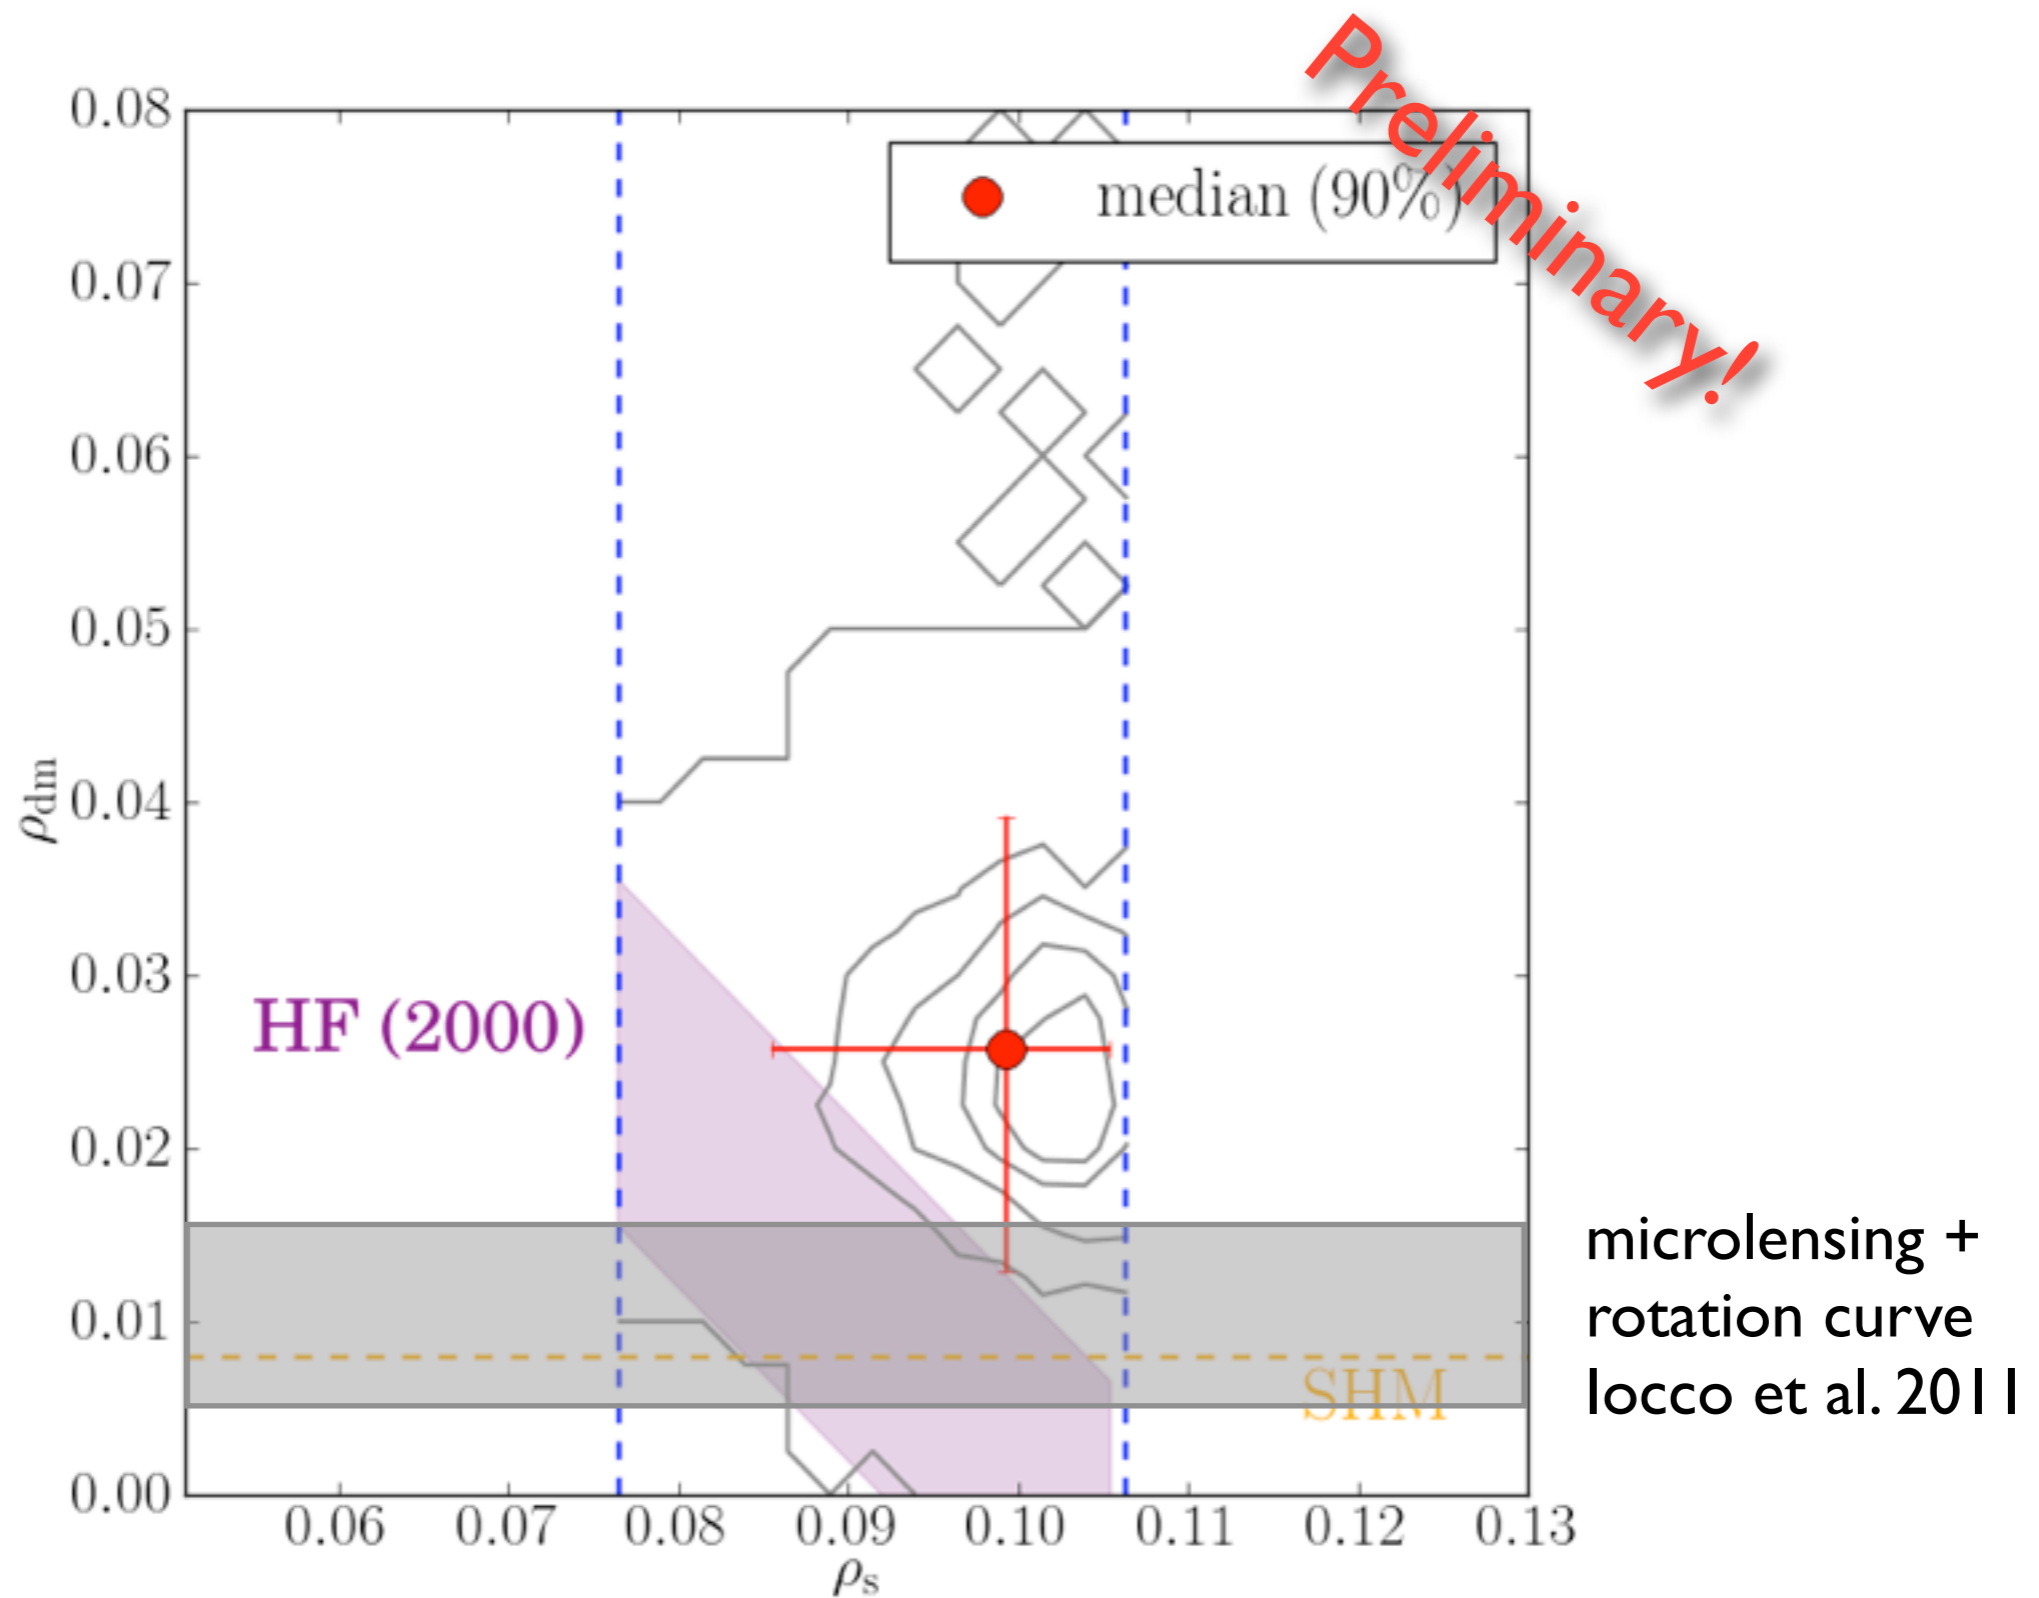 Preliminary!
0.08
median (90%)
0.07
0.06
0.05
0.04
ρdm
0.03
HF (2000)
0.02
microlensing +
rotation curve
Iocco et al. 2011
0.01
SHM
0.00
0.06 0.07 0.08 0.09 0.10 0.11 0.12 0.13
ρs